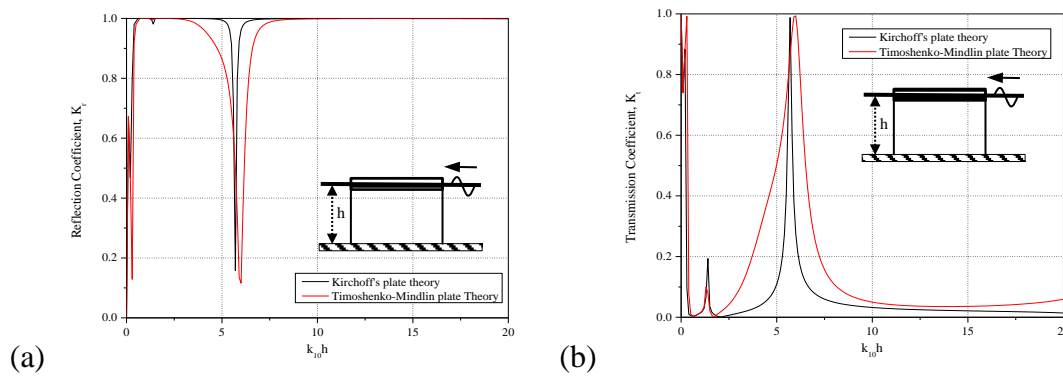 1.0
0.8
0.6
0.4
0.2
0.0
0
5
10
15
20
Reflection Coefficient, Kr
k10h
h
Kirchoff's plate theory
Timoshenko-Mindlin plate Theory
(a)
1.0
0.8
0.6
0.4
0.2
0.0
0
5
10
15
20
Transmission Coefficient, Kt
k10h
Kirchoff's plate theory
Timoshenko-Mindlin plate Theory
h
(b)